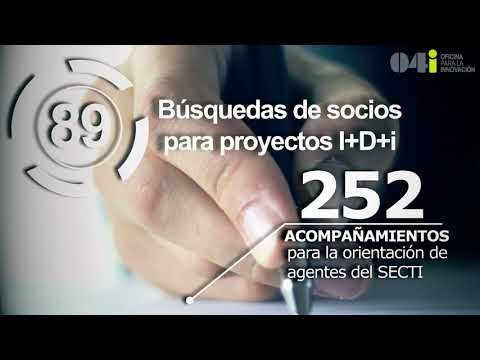 O4i
OFICINA
PARA LA
INNOVACIÓN
89
Búsquedas de socios
para proyectos I+D+i
252
ACOMPAÑAMIENTOS
para la orientación de
agentes del SECTI